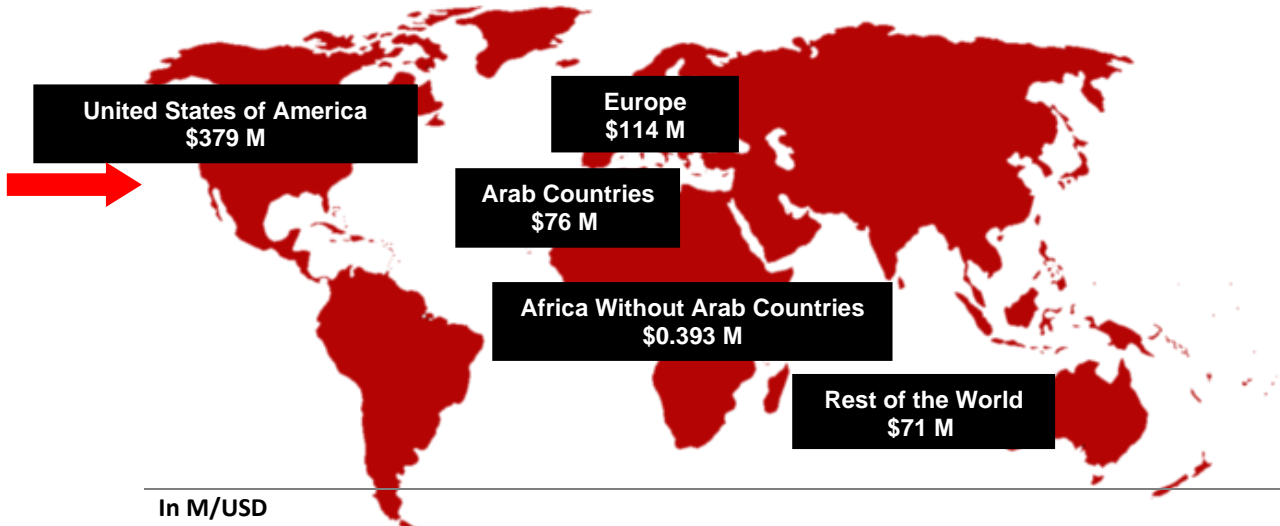 United States of America
$379 M
Europe
$114 M
Arab Countries
$76 M
Africa Without Arab Countries
$0.393 M
Rest of the World
$71 M
In M/USD